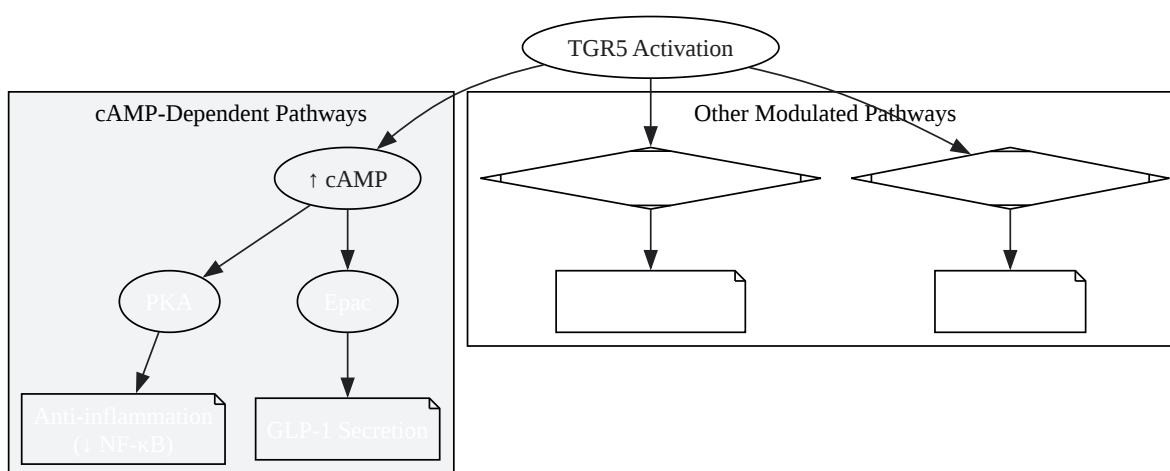 TGR5 Activation
cAMP-Dependent Pathways
Other Modulated Pathways
↑ cAMP
PKA
Epac
Anti-inflammation
(↓ NF-κB)
GLP-1 Secretion